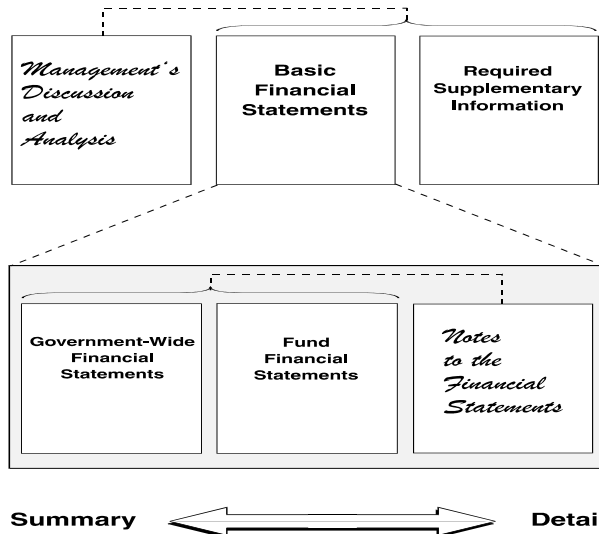 Management's
Discussion
and
Analysis
Basic
Financial
Statements
Required
Supplementary
Information
Government-Wide
Financial
Statements
Fund
Financial
Statements
Notes
to the
Financial
Statements
Summary
Detai